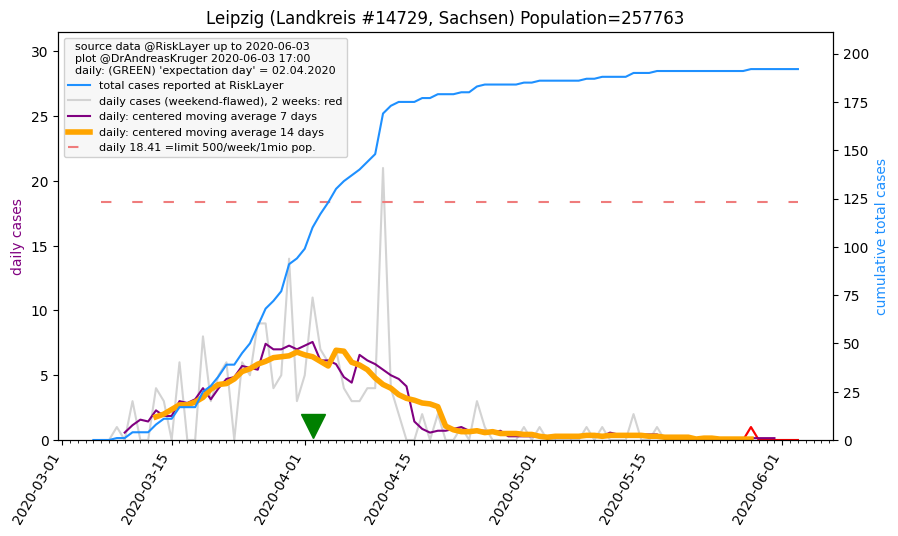 Leipzig (Landkreis #14729, Sachsen) Population=257763
source data @RiskLayer up to 2020-06-03
plot @DrAndreasKruger 2020-06-03 17:00
daily: (GREEN) 'expectation day' = 02.04.2020
total cases reported at RiskLayer
daily cases (weekend-flawed), 2 weeks: red
daily: centered moving average 7 days
daily: centered moving average 14 days
daily 18.41 =limit 500/week/1mio pop.
daily cases
30
25
20
15
10
5
0
cumulative total cases
200
175
150
125
100
75
50
25
0
2020-03-01
2020-03-15
2020-04-01
2020-04-15
2020-05-01
2020-05-15
2020-06-01